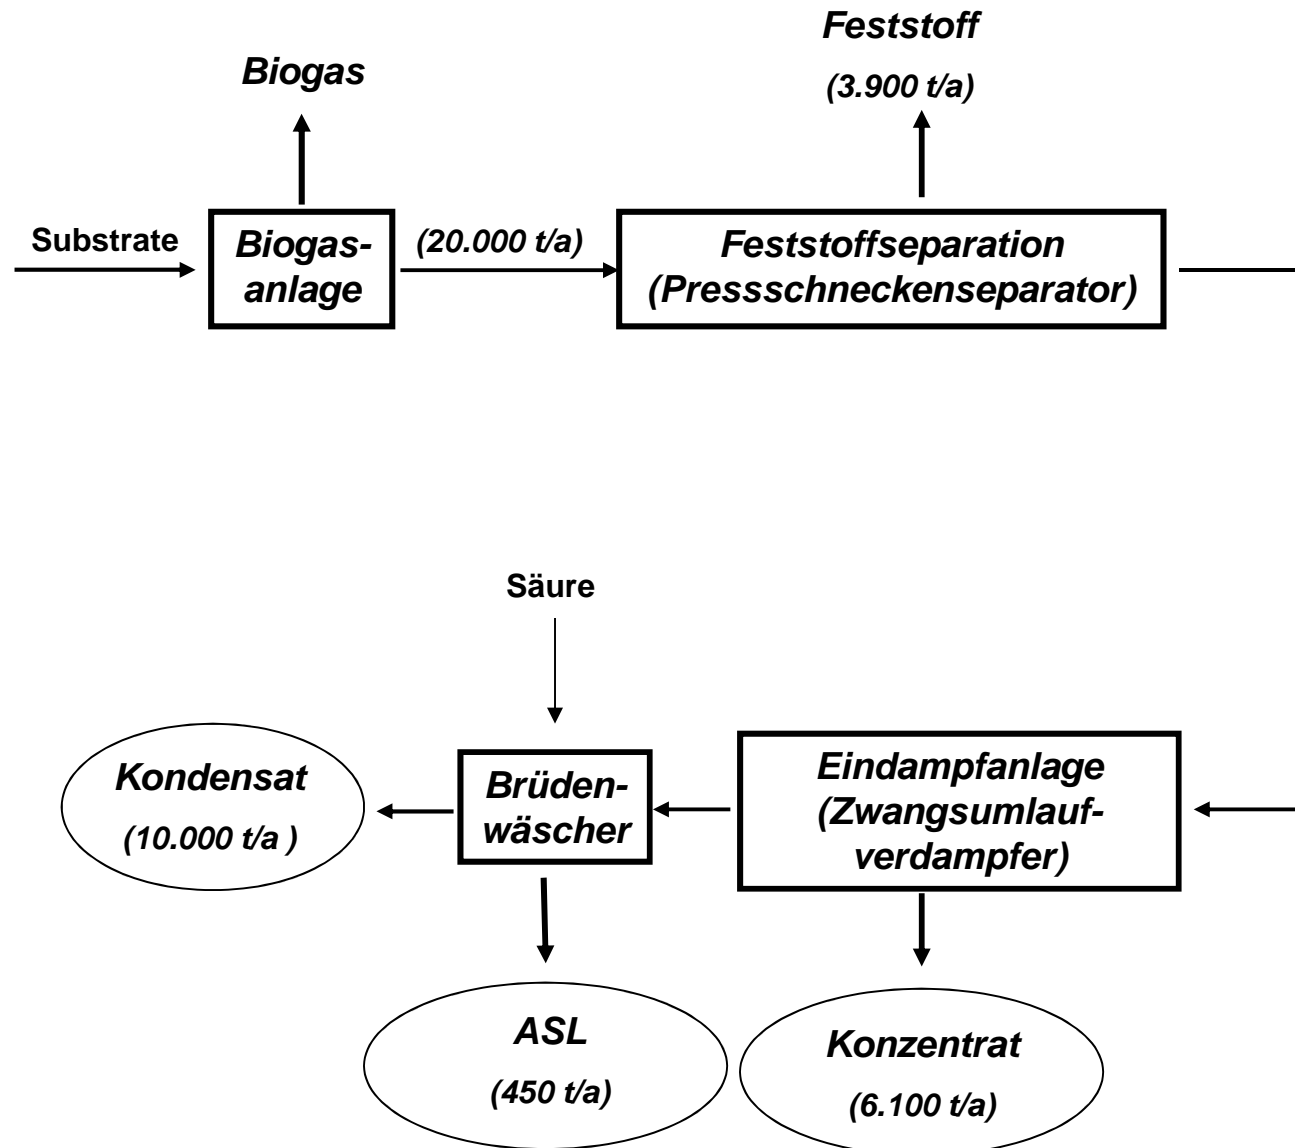 Biogas
Feststoff
(3.900 t/a)
Substrate
Biogas-
anlage
(20.000 t/a)
Feststoffseparation
(Pressschneckenseparator)
Säure
Kondensat
(10.000 t/a )
Brüden-
wäscher
Eindampfanlage
(Zwangsumlauf-
verdampfer)
ASL
(450 t/a)
Konzentrat
(6.100 t/a)